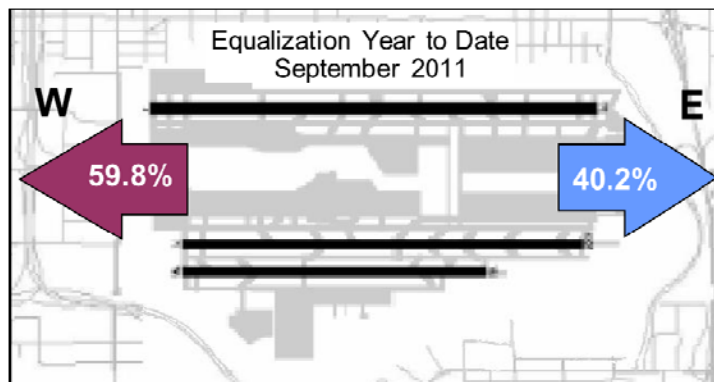 Equalization Year to Date
September 2011
W
E
59.8%
40.2%